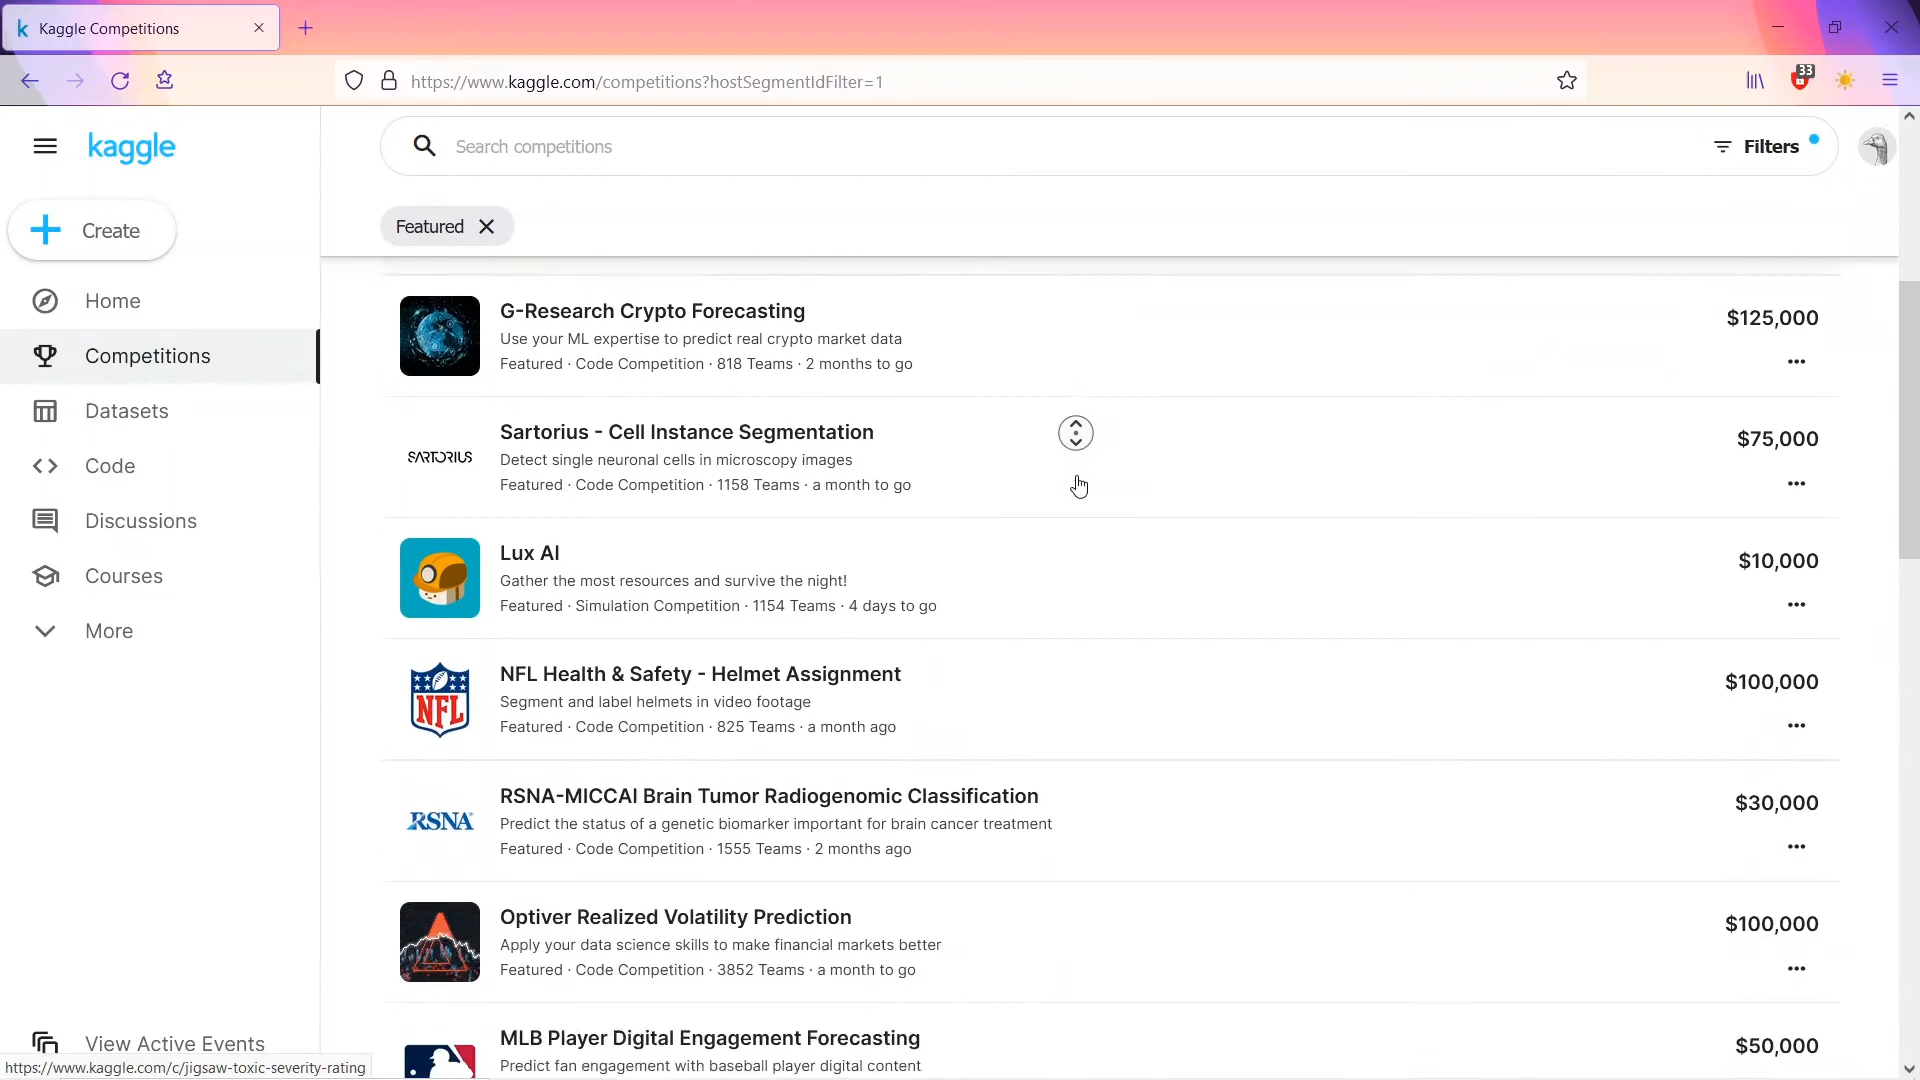 k Kaggle Competitions
https://www.kaggle.com/competitions?hostSegmentIdFilter=1
33
kaggle
Search competitions
Filters
Create
Featured
Home
Competitions
Datasets
Code
Discussions
Courses
More
View Active Events
G-Research Crypto Forecasting
$125,000
Use your ML expertise to predict real crypto market data
Featured · Code Competition · 818 Teams · 2 months to go
SARTORIUS
Sartorius - Cell Instance Segmentation
$75,000
Detect single neuronal cells in microscopy images
Featured · Code Competition · 1158 Teams · a month to go
Lux AI
$10,000
Gather the most resources and survive the night!
Featured · Simulation Competition · 1154 Teams · 4 days to go
NFL
NFL Health & Safety - Helmet Assignment
$100,000
Segment and label helmets in video footage
Featured · Code Competition · 825 Teams · a month ago
RSNA
RSNA-MICCAI Brain Tumor Radiogenomic Classification
$30,000
Predict the status of a genetic biomarker important for brain cancer treatment
Featured · Code Competition · 1555 Teams · 2 months ago
Optiver Realized Volatility Prediction
$100,000
Apply your data science skills to make financial markets better
Featured · Code Competition · 3852 Teams · a month to go
MLB Player Digital Engagement Forecasting
$50,000
Predict fan engagement with baseball player digital content
https://www.kaggle.com/c/jigsaw-toxic-severity-rating